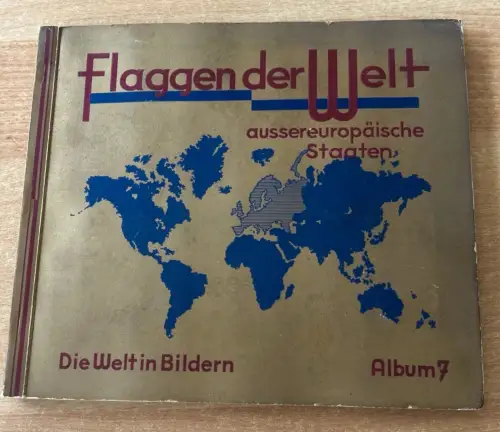 Flaggen der Welt
aussereuropäische
Staaten
Die Welt in Bildern
Album 7